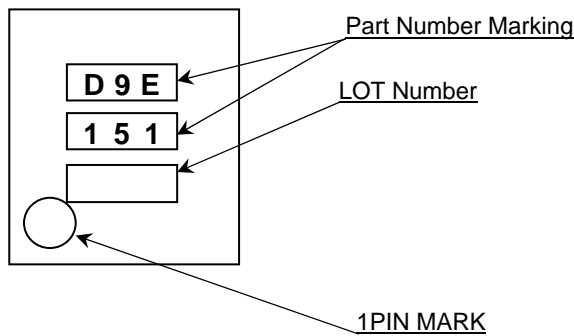 Part Number Marking
D 9 E
LOT Number
1 5 1
1PIN MARK